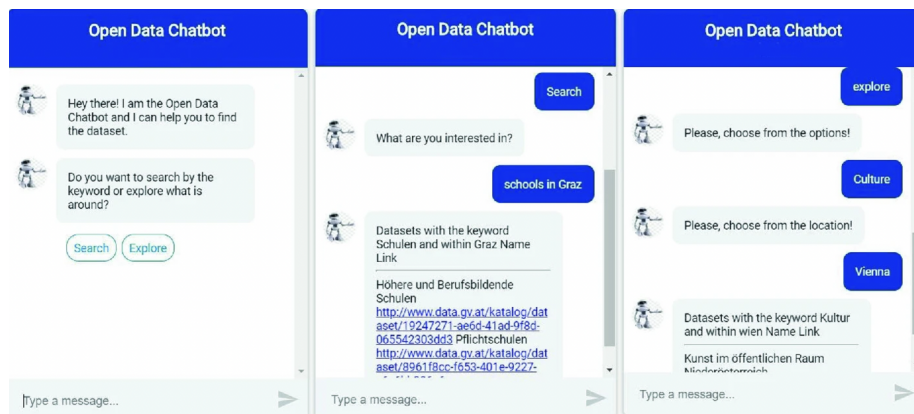 Open Data Chatbot
Hey there! I am the Open Data
Chatbot and I can help you to find
the dataset.
Do you want to search by the
keyword or explore what is
around?
Search
Explore
Type a message...
Open Data Chatbot
Search
What are you interested in?
schools in Graz
Datasets with the keyword
Schulen and within Graz Name
Link
Höhere und Berufsbildende
Schulen
http://www.data.gv.at/katalog/dat
aset/19247271-ae6d-41ad-9f8d-
065542303dd3 Pflichtschulen
http://www.data.gv.at/katalog/dat
aset/8961f8cc-f653-401e-9227-
Type a message...
Open Data Chatbot
explore
Please, choose from the options!
Culture
Please, choose from the location!
Vienna
Datasets with the keyword Kultur
and within wien Name Link
Kunst im öffentlichen Raum
Niederösterreich
Type a message...